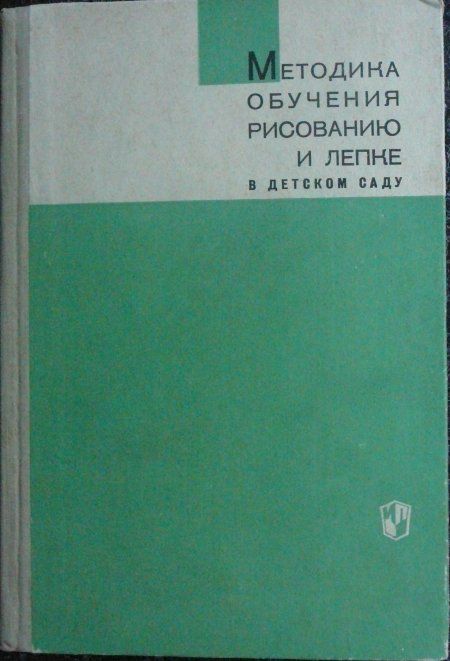 МЕТОДИКА
ОБУЧЕНИЯ
РИСОВАНИЮ
И ЛЕПКЕ
В ДЕТСКОМ САДУ